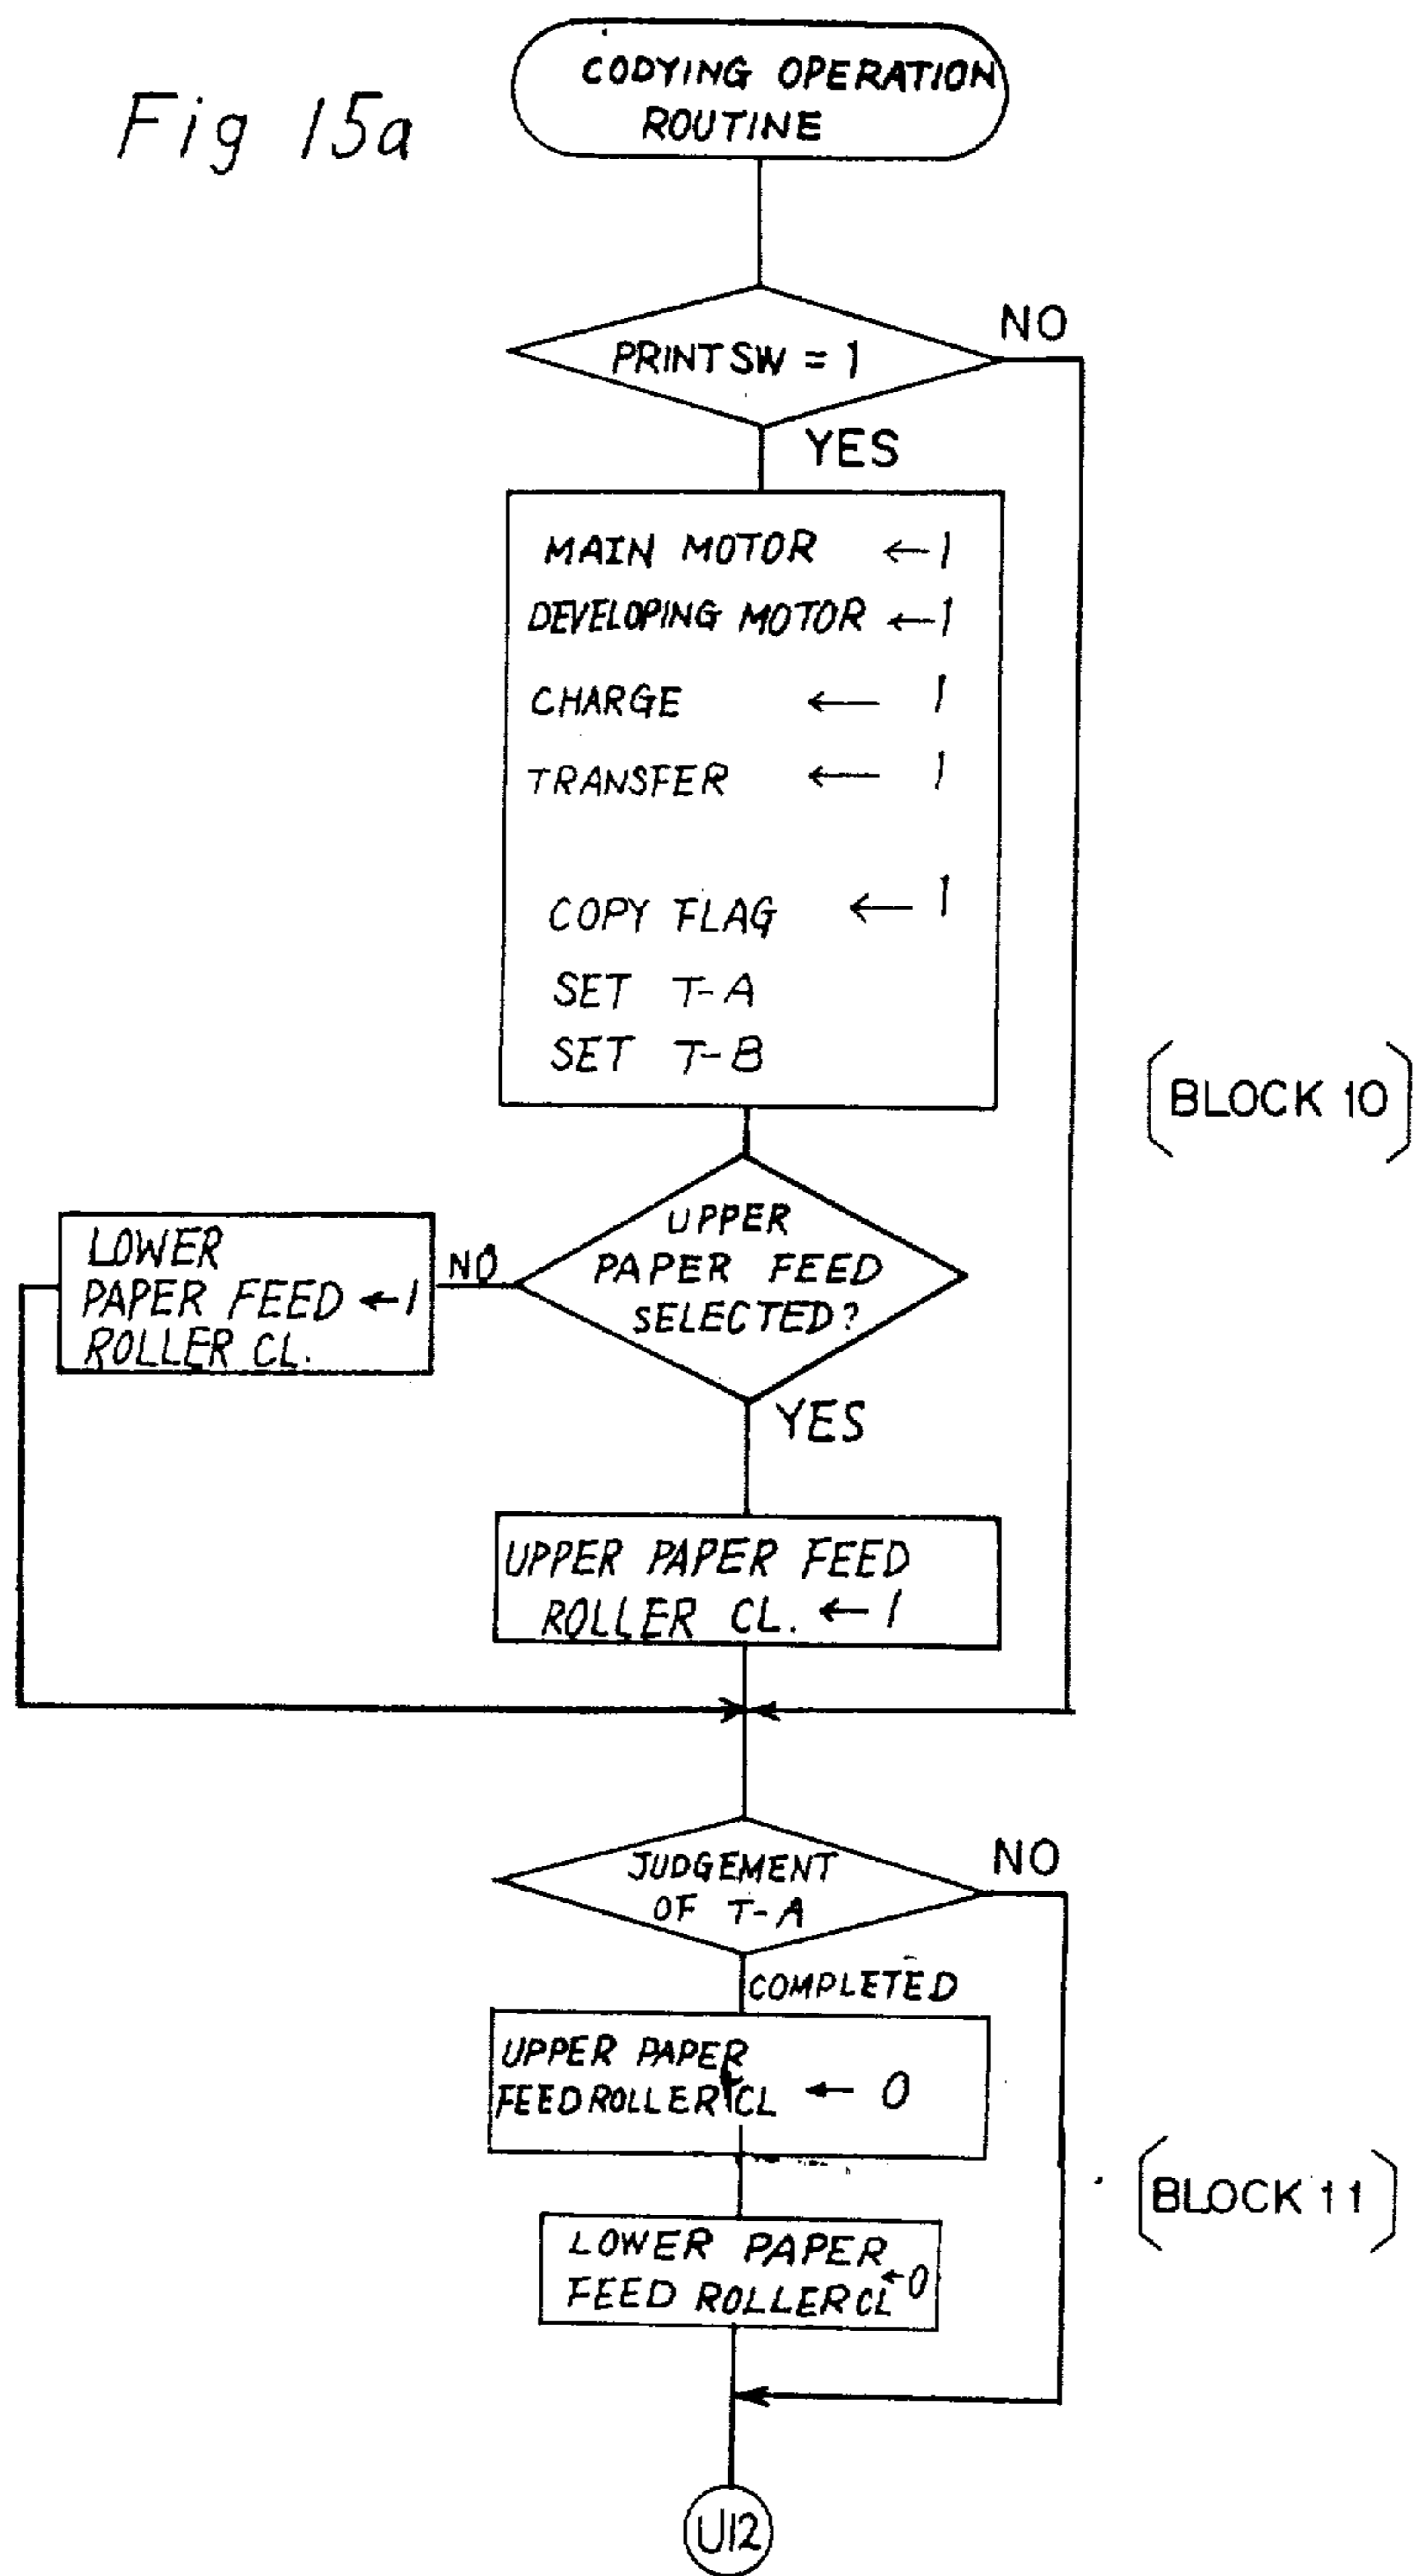 Fig 15a
CODYING OPERATION
ROUTINE
PRINT SW = 1
NO
YES
MAIN MOTOR ← 1
DEVELOPING MOTOR ← 1
CHARGE ← 1
TRANSFER ← 1
COPY FLAG ← 1
SET T-A
SET T-B
[BLOCK 10]
UPPER
PAPER FEED
SELECTED?
NO
LOWER
PAPER FEED ← 1
ROLLER CL.
YES
UPPER PAPER FEED
ROLLER CL. ← 1
JUDGEMENT
OF T-A
NO
COMPLETED
UPPER PAPER
FEED ROLLER CL ← 0
[BLOCK 11]
LOWER PAPER
FEED ROLLER CL ← 0
U12